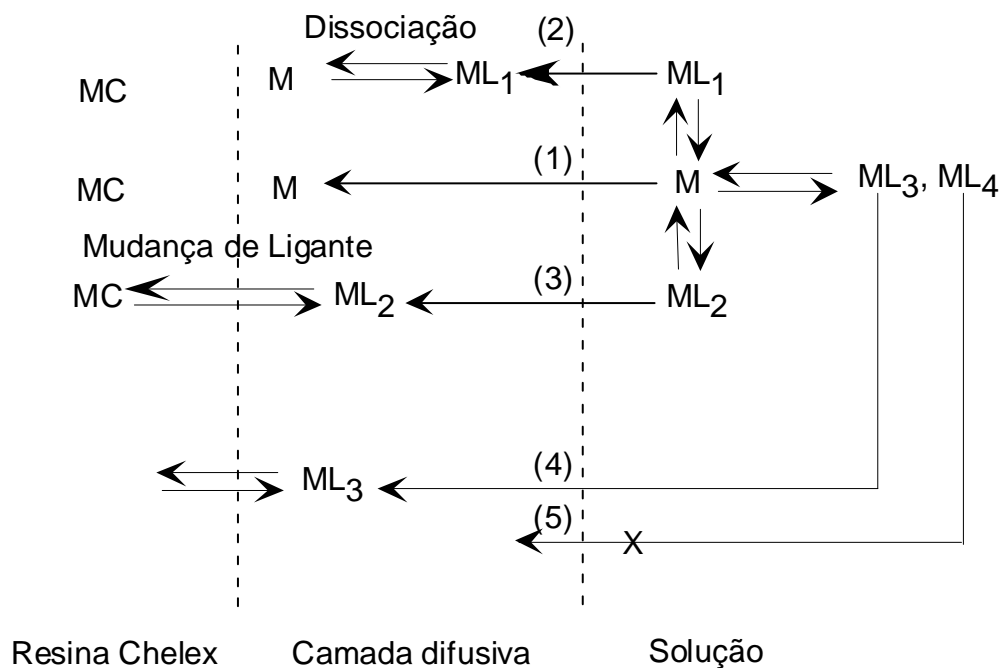 Dissociação (2)
MC M ML1 ML1
(1)
MC M M ML3, ML4
Mudança de Ligante
(3)
MC ML2 ML2
(4)
ML3
(5)
X
Resina Chelex Camada difusiva Solução